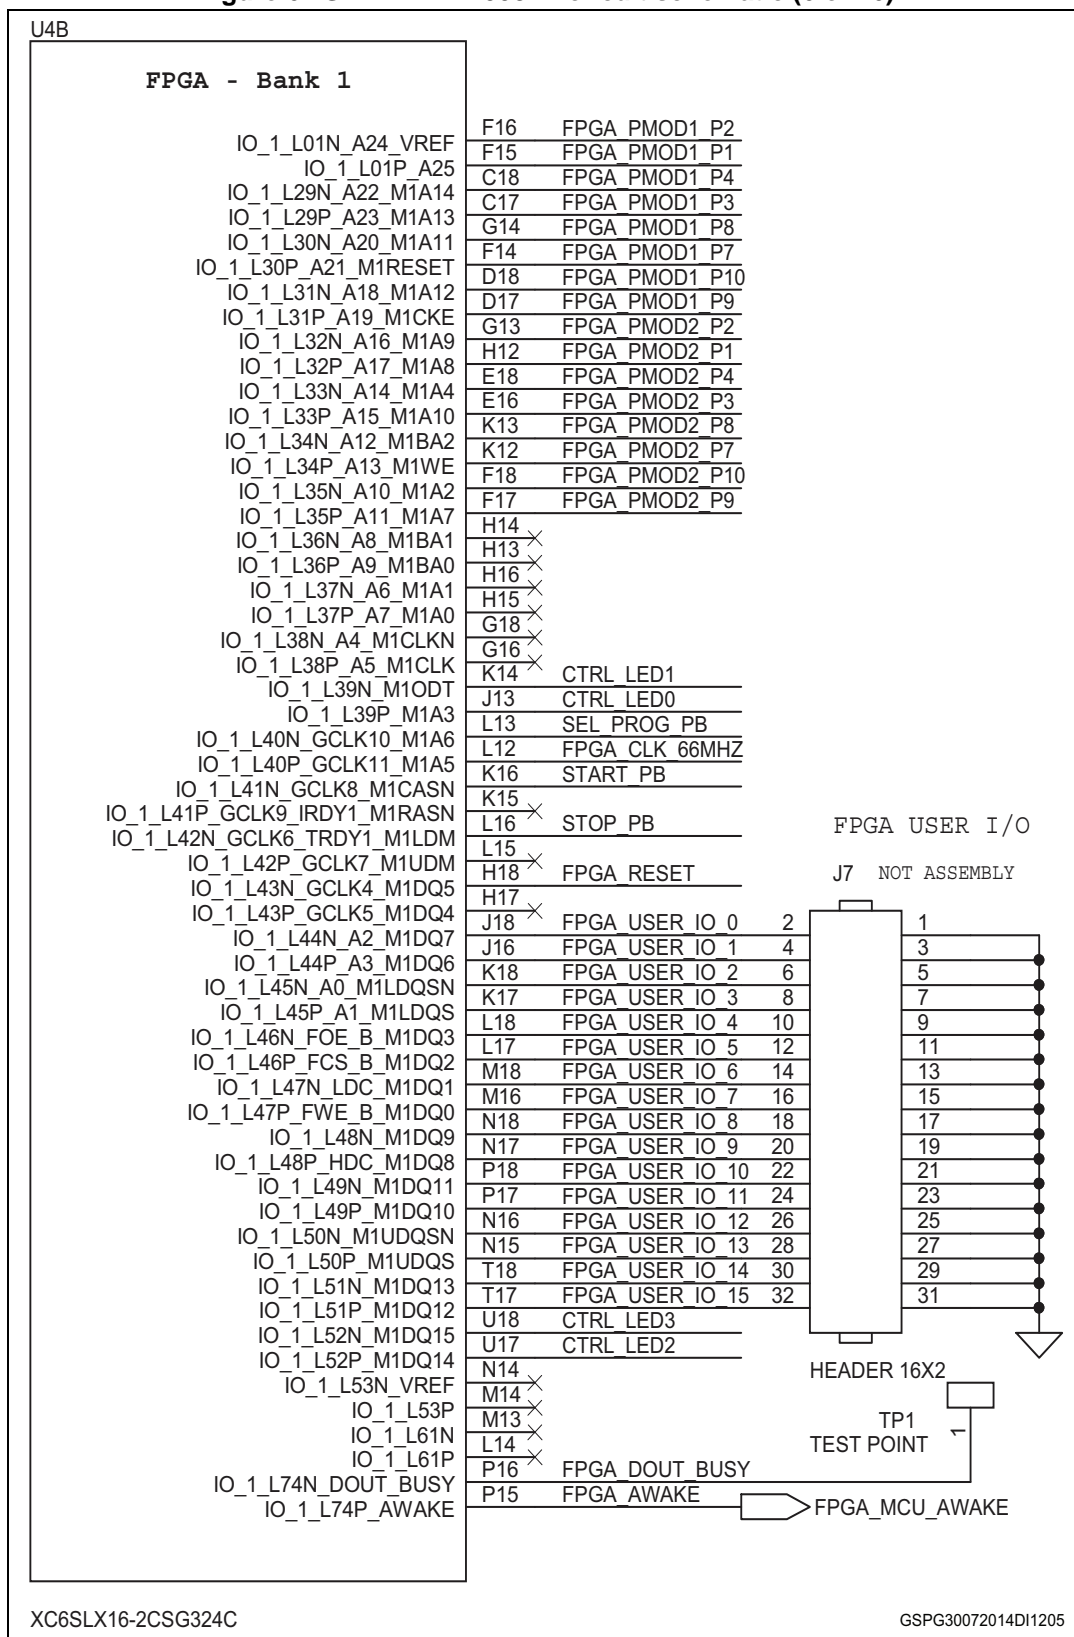 U4B
FPGA - Bank 1
IO_1_L01N_A24_VREF F16 FPGA_PMOD1_P2
IO_1_L01P_A25 F15 FPGA_PMOD1_P1
IO_1_L29N_A22_M1A14 C18 FPGA_PMOD1_P4
IO_1_L29P_A23_M1A13 C17 FPGA_PMOD1_P3
IO_1_L30N_A20_M1A11 G14 FPGA_PMOD1_P8
IO_1_L30P_A21_M1RESET F14 FPGA_PMOD1_P7
IO_1_L31N_A18_M1A12 D18 FPGA_PMOD1_P10
IO_1_L31P_A19_M1CKE D17 FPGA_PMOD1_P9
IO_1_L32N_A16_M1A9 G13 FPGA_PMOD2_P2
IO_1_L32P_A17_M1A8 H12 FPGA_PMOD2_P1
IO_1_L33N_A14_M1A4 E18 FPGA_PMOD2_P4
IO_1_L33P_A15_M1A10 E16 FPGA_PMOD2_P3
IO_1_L34N_A12_M1BA2 K13 FPGA_PMOD2_P8
IO_1_L34P_A13_M1WE K12 FPGA_PMOD2_P7
IO_1_L35N_A10_M1A2 F18 FPGA_PMOD2_P10
IO_1_L35P_A11_M1A7 F17 FPGA_PMOD2_P9
IO_1_L36N_A8_M1BA1 H14
IO_1_L36P_A9_M1BA0 H13
IO_1_L37N_A6_M1A1 H16
IO_1_L37P_A7_M1A0 H15
IO_1_L38N_A4_M1CLKN G18
IO_1_L38P_A5_M1CLK G16
IO_1_L39N_M1ODT K14 CTRL_LED1
IO_1_L39P_M1A3 J13 CTRL_LED0
IO_1_L40N_GCLK10_M1A6 L13 SEL_PROG_PB
IO_1_L40P_GCLK11_M1A5 L12 FPGA_CLK_66MHZ
IO_1_L41N_GCLK8_M1CASN K16 START_PB
IO_1_L41P_GCLK9_IRDY1_M1RASN K15
IO_1_L42N_GCLK6_TRDY1_M1LDM L16 STOP_PB
IO_1_L42P_GCLK7_M1UDM L15
IO_1_L43N_GCLK4_M1DQ5 H18 FPGA_RESET
IO_1_L43P_GCLK5_M1DQ4 H17
FPGA USER I/O
J7 NOT ASSEMBLY
IO_1_L44N_A2_M1DQ7 J18 FPGA_USER_IO_0 2 1
IO_1_L44P_A3_M1DQ6 J16 FPGA_USER_IO_1 4 3
IO_1_L45N_A0_M1LDQSN K18 FPGA_USER_IO_2 6 5
IO_1_L45P_A1_M1LDQS K17 FPGA_USER_IO_3 8 7
IO_1_L46N_FOE_B_M1DQ3 L18 FPGA_USER_IO_4 10 9
IO_1_L46P_FCS_B_M1DQ2 L17 FPGA_USER_IO_5 12 11
IO_1_L47N_LDC_M1DQ1 M18 FPGA_USER_IO_6 14 13
IO_1_L47P_FWE_B_M1DQ0 M16 FPGA_USER_IO_7 16 15
IO_1_L48N_M1DQ9 N18 FPGA_USER_IO_8 18 17
IO_1_L48P_HDC_M1DQ8 N17 FPGA_USER_IO_9 20 19
IO_1_L49N_M1DQ11 P18 FPGA_USER_IO_10 22 21
IO_1_L49P_M1DQ10 P17 FPGA_USER_IO_11 24 23
IO_1_L50N_M1UDQSN N16 FPGA_USER_IO_12 26 25
IO_1_L50P_M1UDQS N15 FPGA_USER_IO_13 28 27
IO_1_L51N_M1DQ13 T18 FPGA_USER_IO_14 30 29
IO_1_L51P_M1DQ12 T17 FPGA_USER_IO_15 32 31
IO_1_L52N_M1DQ15 U18 CTRL_LED3
IO_1_L52P_M1DQ14 U17 CTRL_LED2
HEADER 16X2
IO_1_L53N_VREF N14
IO_1_L53P M14
IO_1_L61N M13
IO_1_L61P L14
TP1 1
TEST POINT
IO_1_L74N_DOUT_BUSY P16 FPGA_DOUT_BUSY
IO_1_L74P_AWAKE P15 FPGA_AWAKE FPGA_MCU_AWAKE
XC6SLX16-2CSG324C
GSPG30072014DI1205